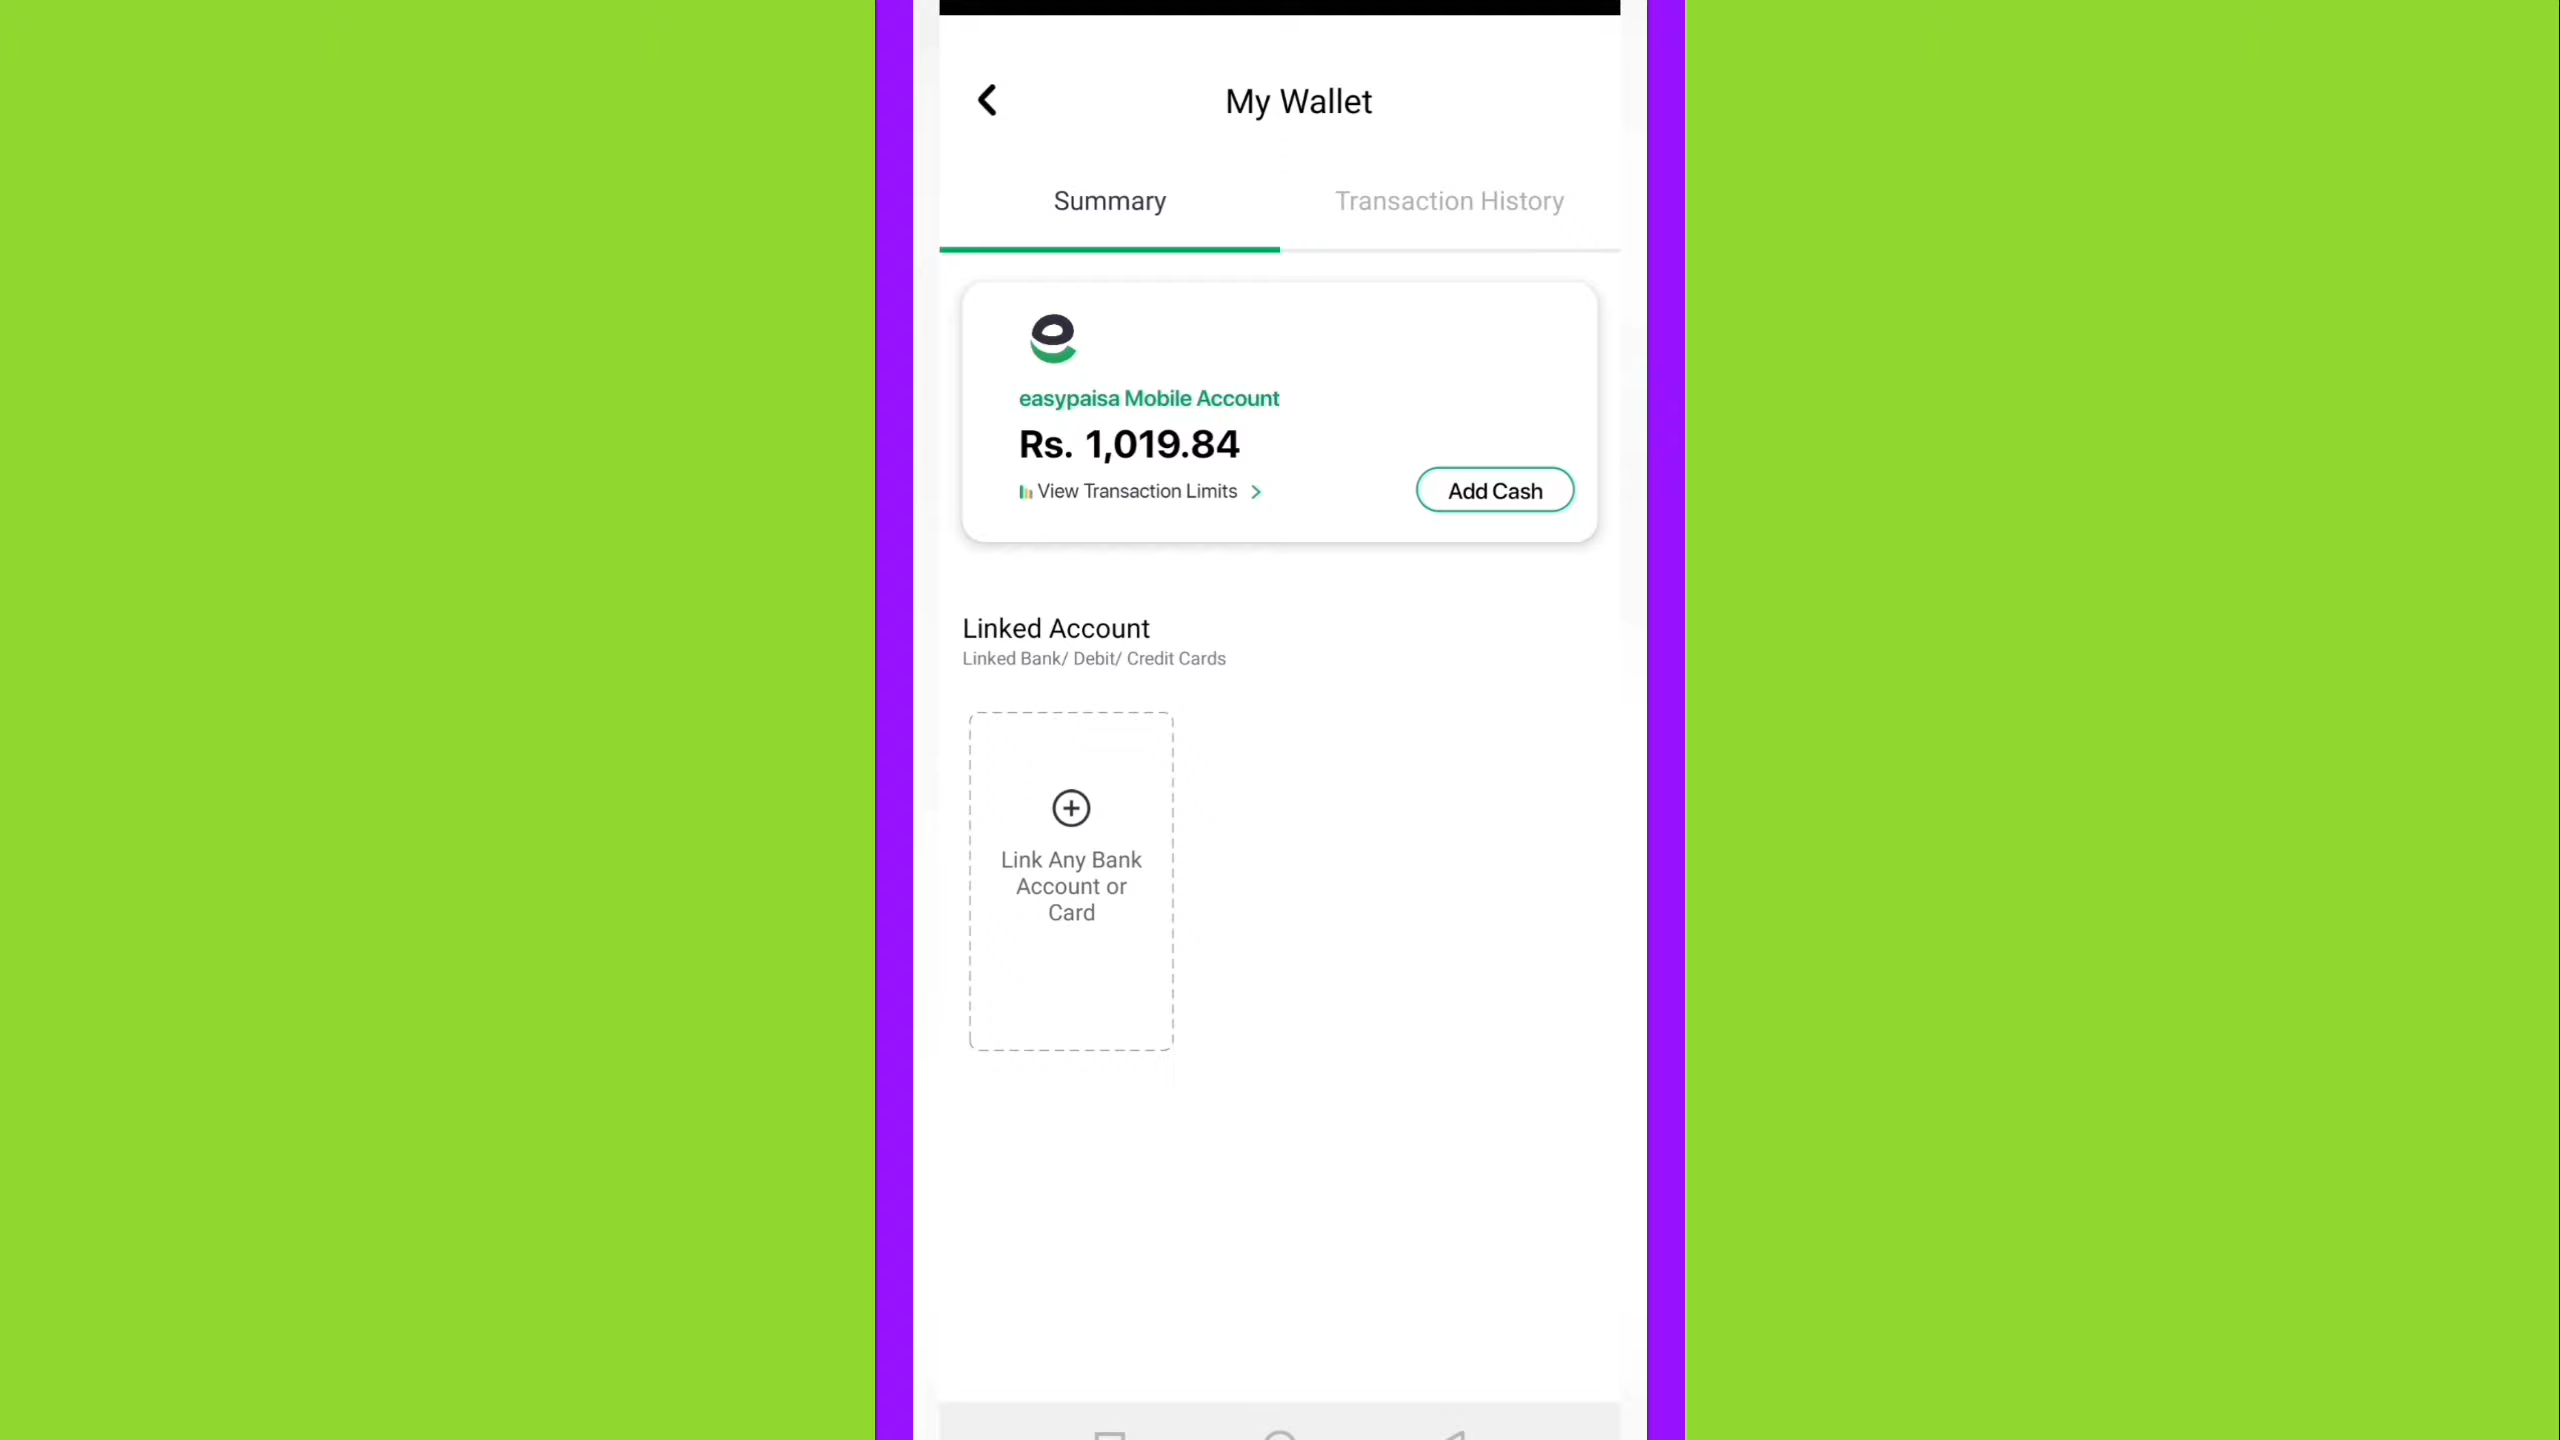 My Wallet
Summary
Transaction History
easypaisa Mobile Account
Rs. 1,019.84
View Transaction Limits
Add Cash
Linked Account
Linked Bank/ Debit/ Credit Cards
Link Any Bank
Account or
Card